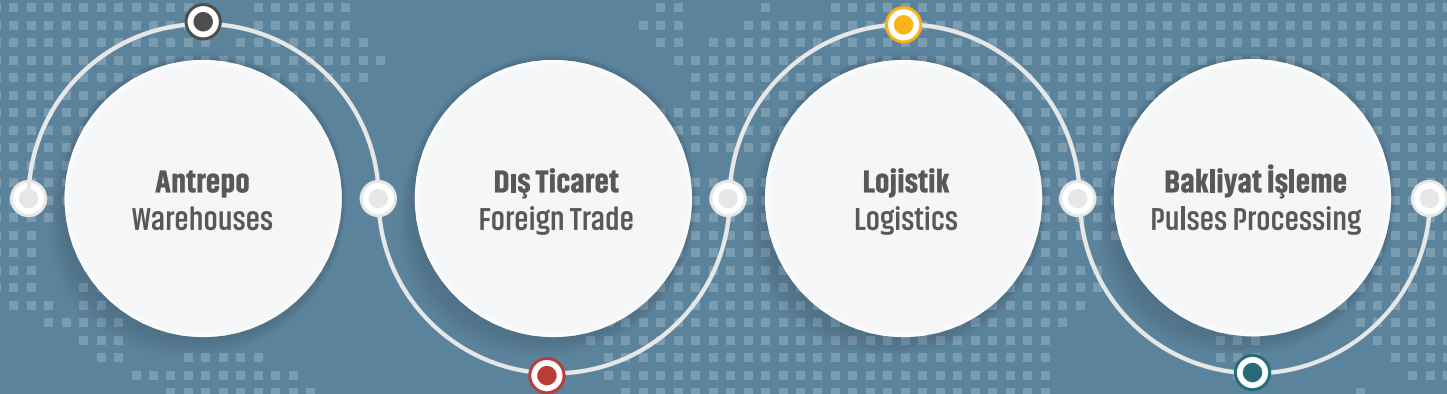 Antrepo
Warehouses
Dış Ticaret
Foreign Trade
Lojistik
Logistics
Bakliyat İşleme
Pulses Processing